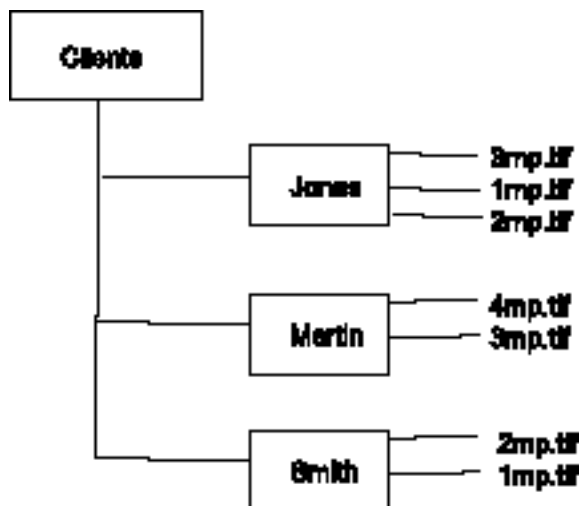 Clients
Jones
3mp.tif
1mp.tif
2mp.tif
Martin
4mp.tif
3mp.tif
Smith
2mp.tif
1mp.tif